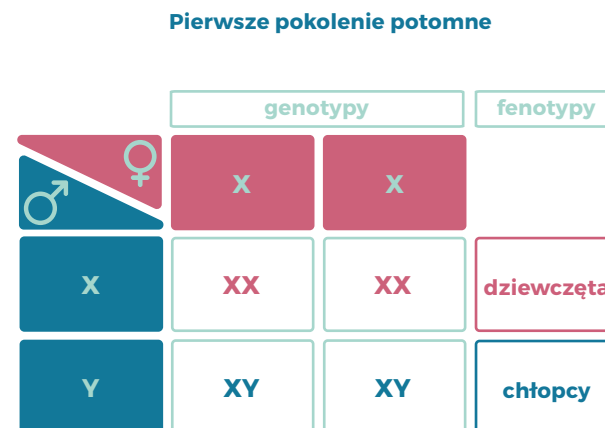 Pierwsze pokolenie potomne
genotypy fenotypy
X X
X XX XX dziewczęta
Y XY XY chłopcy